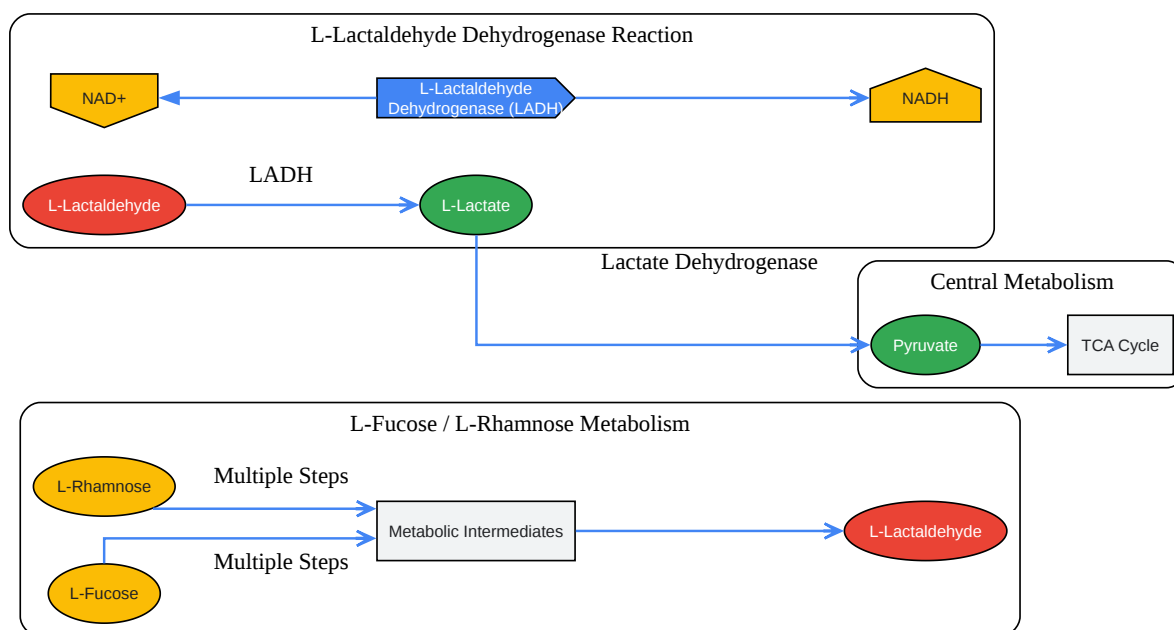 L-Lactaldehyde Dehydrogenase Reaction
NAD+
L-Lactaldehyde
Dehydrogenase (LADH)
NADH
LADH
L-Lactaldehyde
L-Lactate
Lactate Dehydrogenase
Central Metabolism
Pyruvate
TCA Cycle
L-Fucose / L-Rhamnose Metabolism
L-Rhamnose
Multiple Steps
Metabolic Intermediates
L-Lactaldehyde
Multiple Steps
L-Fucose